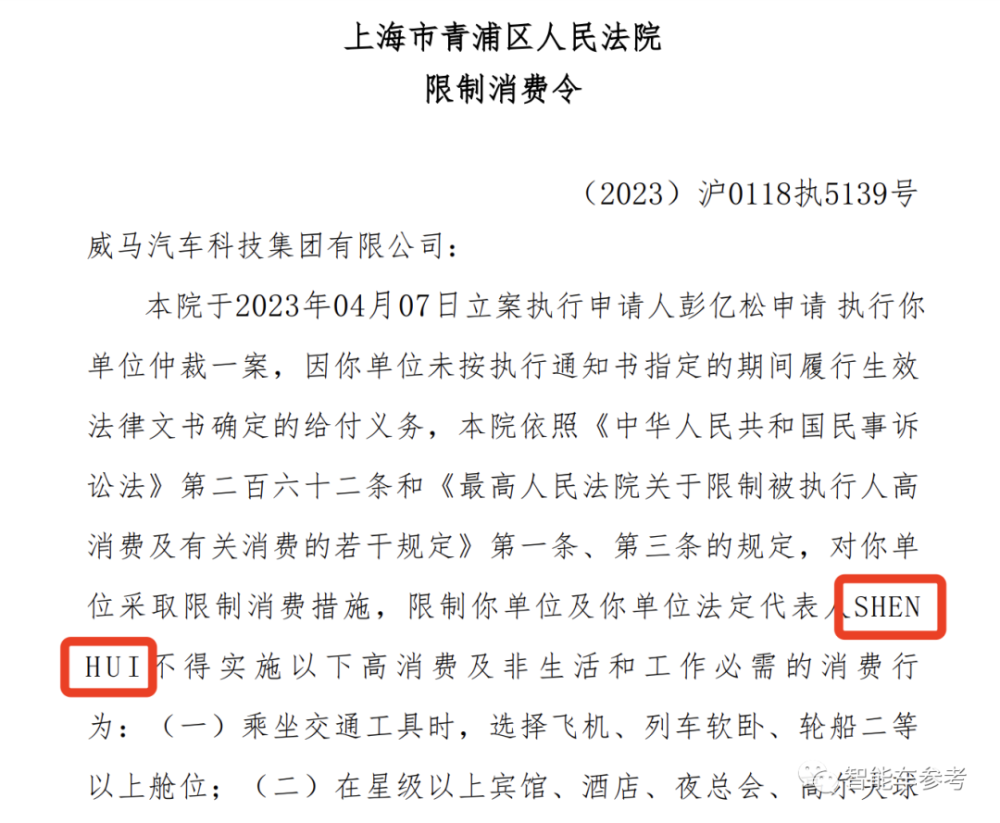 上海市青浦区人民法院
限制消费令
（2023）沪0118执5139号
威马汽车科技集团有限公司：
本院于2023年04月07日立案执行申请人彭亿松申请 执行你
单位仲裁一案，因你单位未按执行通知书指定的期间履行生效
法律文书确定的给付义务，本院依照《中华人民共和国民事诉
讼法》第二百六十二条和《最高人民法院关于限制被执行人高
消费及有关消费的若干规定》第一条、第三条的规定，对你单
位采取限制消费措施，限制你单位及你单位法定代表人SHEN
HUI不得实施以下高消费及非生活和工作必需的消费行
为：（一）乘坐交通工具时，选择飞机、列车软卧、轮船二等
以上舱位；（二）在星级以上宾馆、酒店、夜总会、高尔夫球
智能车参考